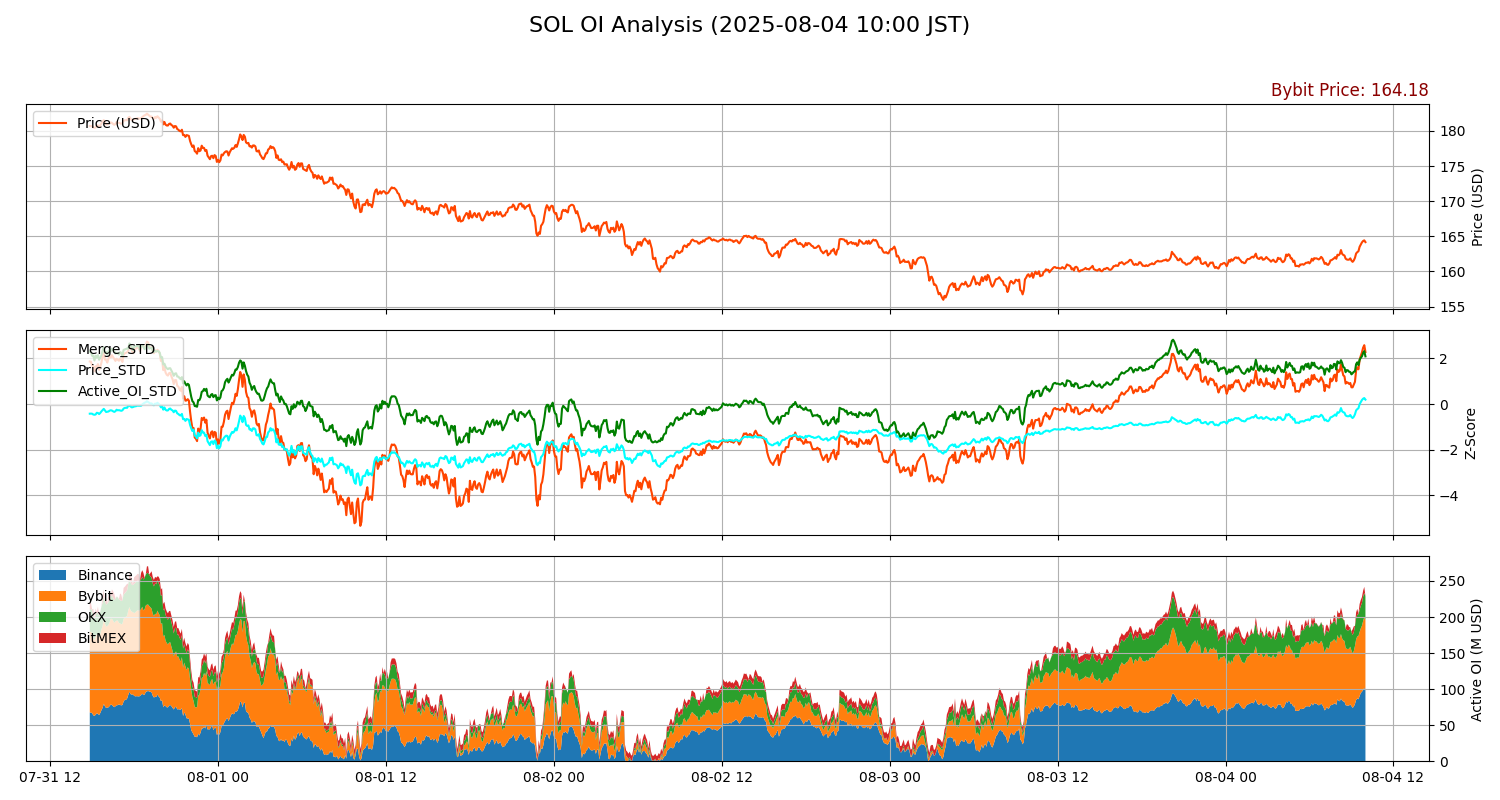 SOL OI Analysis (2025-08-04 10:00 JST)
Bybit Price: 164.18
Price (USD)
180
175
170
165
160
155
Price (USD)
Merge_STD
Price_STD
Active_OI_STD
2
0
−2
−4
Z-Score
Binance
Bybit
OKX
BitMEX
250
200
150
100
50
0
Active OI (M USD)
07-31 12
08-01 00
08-01 12
08-02 00
08-02 12
08-03 00
08-03 12
08-04 00
08-04 12